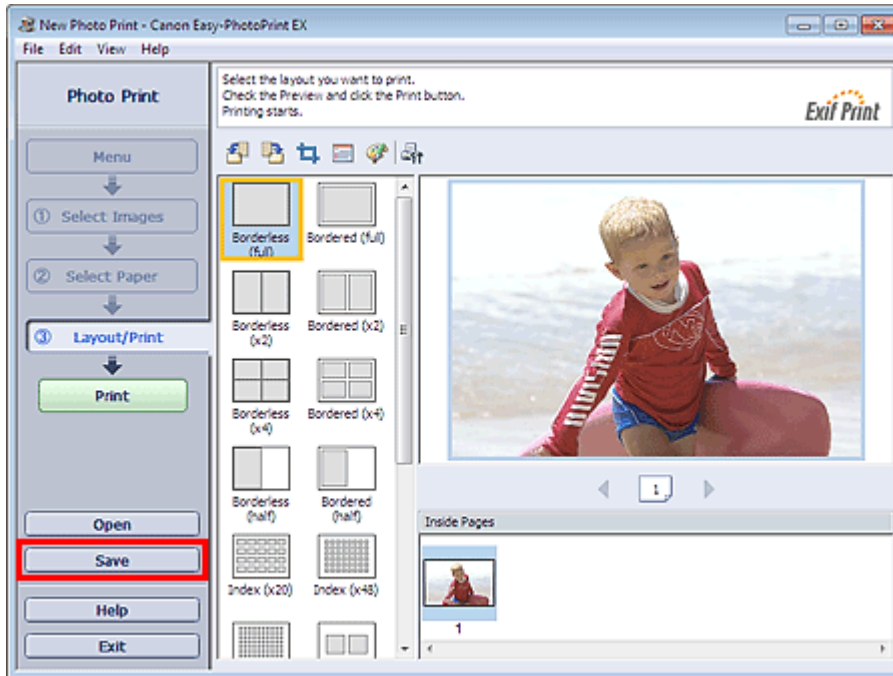 New Photo Print - Canon Easy-PhotoPrint EX
File Edit View Help
Photo Print
Select the layout you want to print.
Check the Preview and click the Print button.
Printing starts.
Exif Print
Menu
① Select Images
② Select Paper
③ Layout/Print
Print
Open
Save
Help
Exit
Borderless (full)
Bordered (full)
Borderless (x2)
Bordered (x2)
Borderless (x4)
Bordered (x4)
Borderless (half)
Bordered (half)
Index (x20)
Index (x48)
1
Inside Pages
1